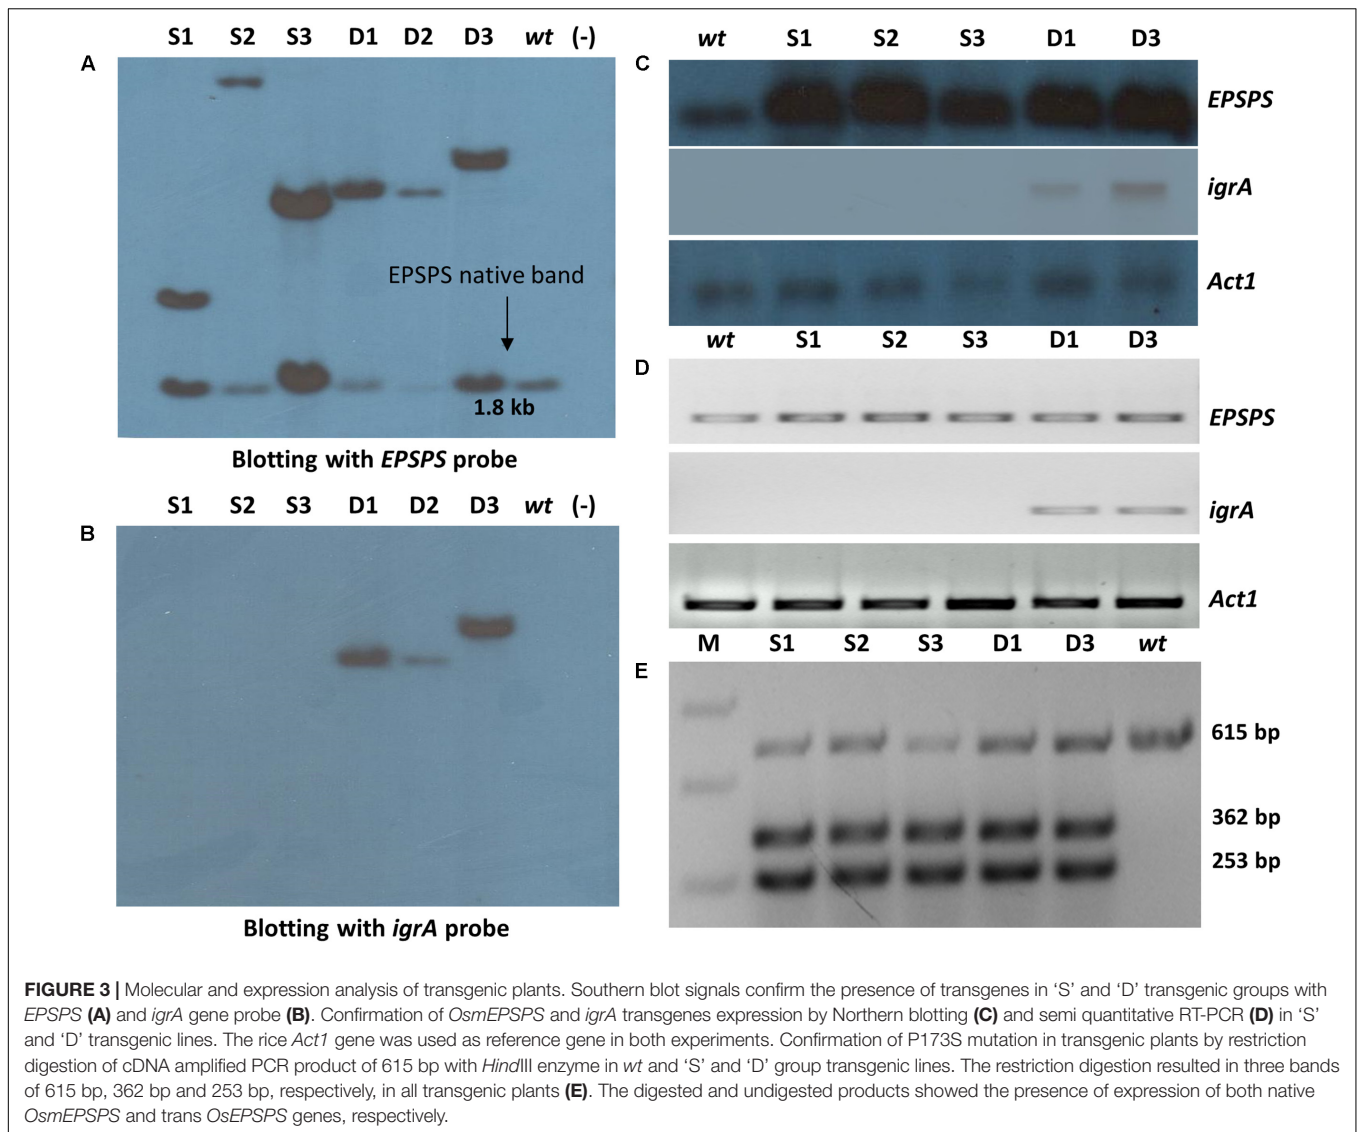 A
S1 S2 S3 D1 D2 D3 wt (-)
EPSPS native band
1.8 kb
Blotting with EPSPS probe
B
S1 S2 S3 D1 D2 D3 wt (-)
Blotting with igrA probe
C
wt S1 S2 S3 D1 D3
EPSPS
igrA
Act1
D
wt S1 S2 S3 D1 D3
EPSPS
igrA
Act1
E
M S1 S2 S3 D1 D3 wt
615 bp
362 bp
253 bp
FIGURE 3 | Molecular and expression analysis of transgenic plants. Southern blot signals confirm the presence of transgenes in ‘S’ and ‘D’ transgenic groups with
EPSPS (A) and igrA gene probe (B). Confirmation of OsmEPSPS and igrA transgenes expression by Northern blotting (C) and semi quantitative RT-PCR (D) in ‘S’
and ‘D’ transgenic lines. The rice Act1 gene was used as reference gene in both experiments. Confirmation of P173S mutation in transgenic plants by restriction
digestion of cDNA amplified PCR product of 615 bp with HindIII enzyme in wt and ‘S’ and ‘D’ group transgenic lines. The restriction digestion resulted in three bands
of 615 bp, 362 bp and 253 bp, respectively, in all transgenic plants (E). The digested and undigested products showed the presence of expression of both native
OsmEPSPS and trans OsEPSPS genes, respectively.